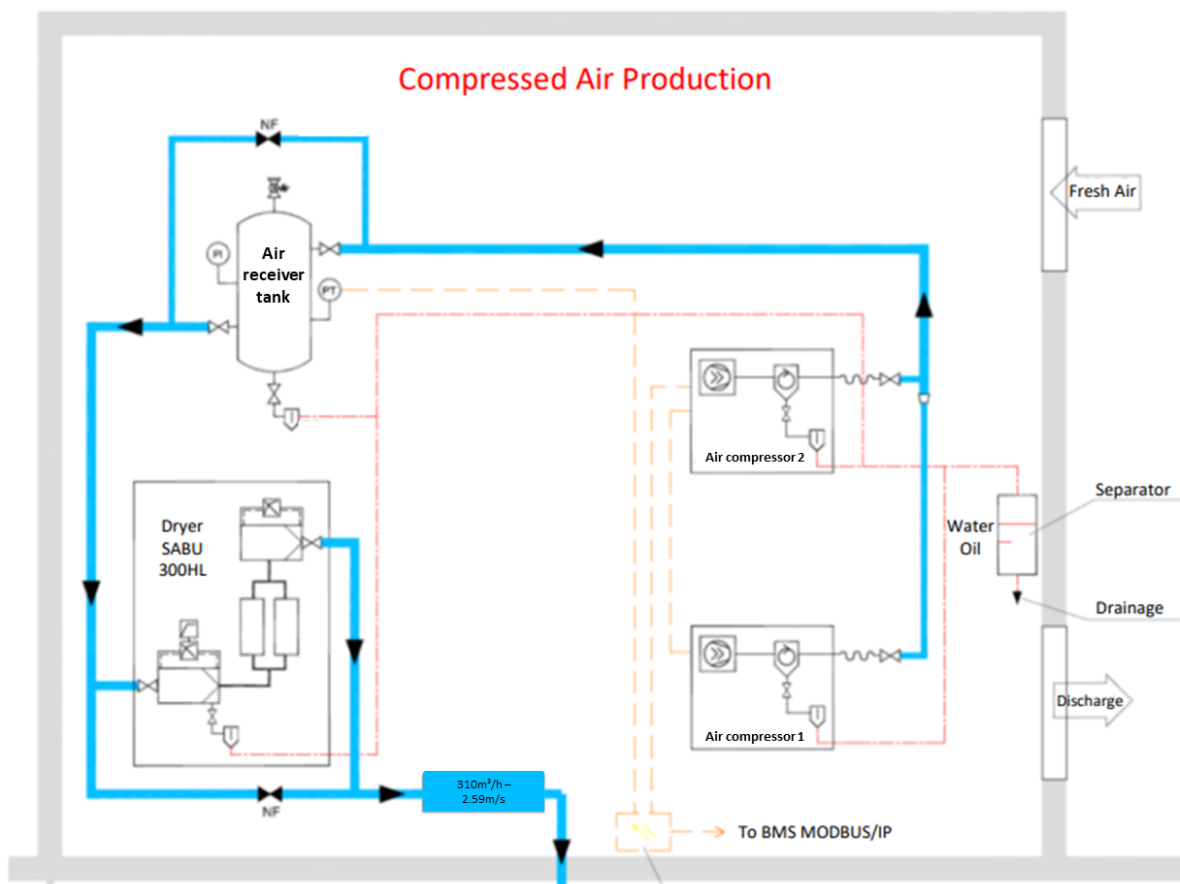 Compressed Air Production
NF
Fresh Air
PI
Air
receiver
tank
PT
Air compressor 2
Separator
Water
Oil
Dryer
SABU
300HL
Drainage
Discharge
Air compressor 1
310m³/h –
2.59m/s
NF
To BMS MODBUS/IP